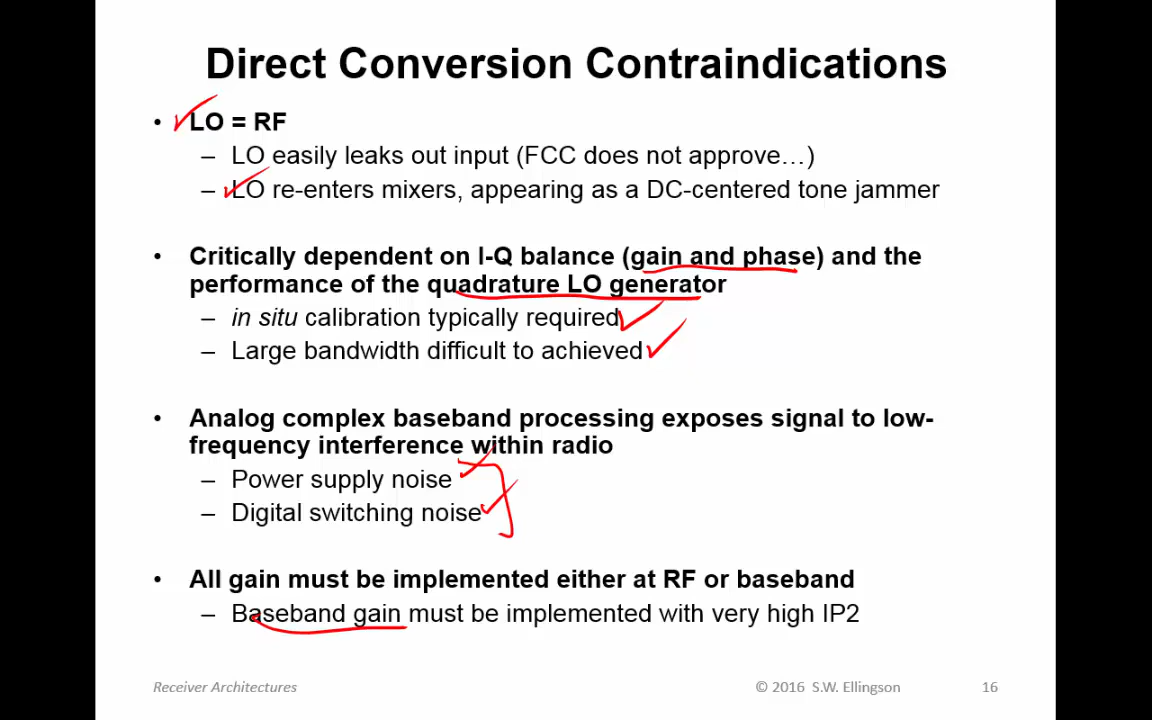 Direct Conversion Contraindications
• LO = RF
– LO easily leaks out input (FCC does not approve…)
– LO re-enters mixers, appearing as a DC-centered tone jammer
• Critically dependent on I-Q balance (gain and phase) and the
performance of the quadrature LO generator
– in situ calibration typically required
– Large bandwidth difficult to achieved
• Analog complex baseband processing exposes signal to low-
frequency interference within radio
– Power supply noise
– Digital switching noise
• All gain must be implemented either at RF or baseband
– Baseband gain must be implemented with very high IP2
Receiver Architectures © 2016 S.W. Ellingson 16